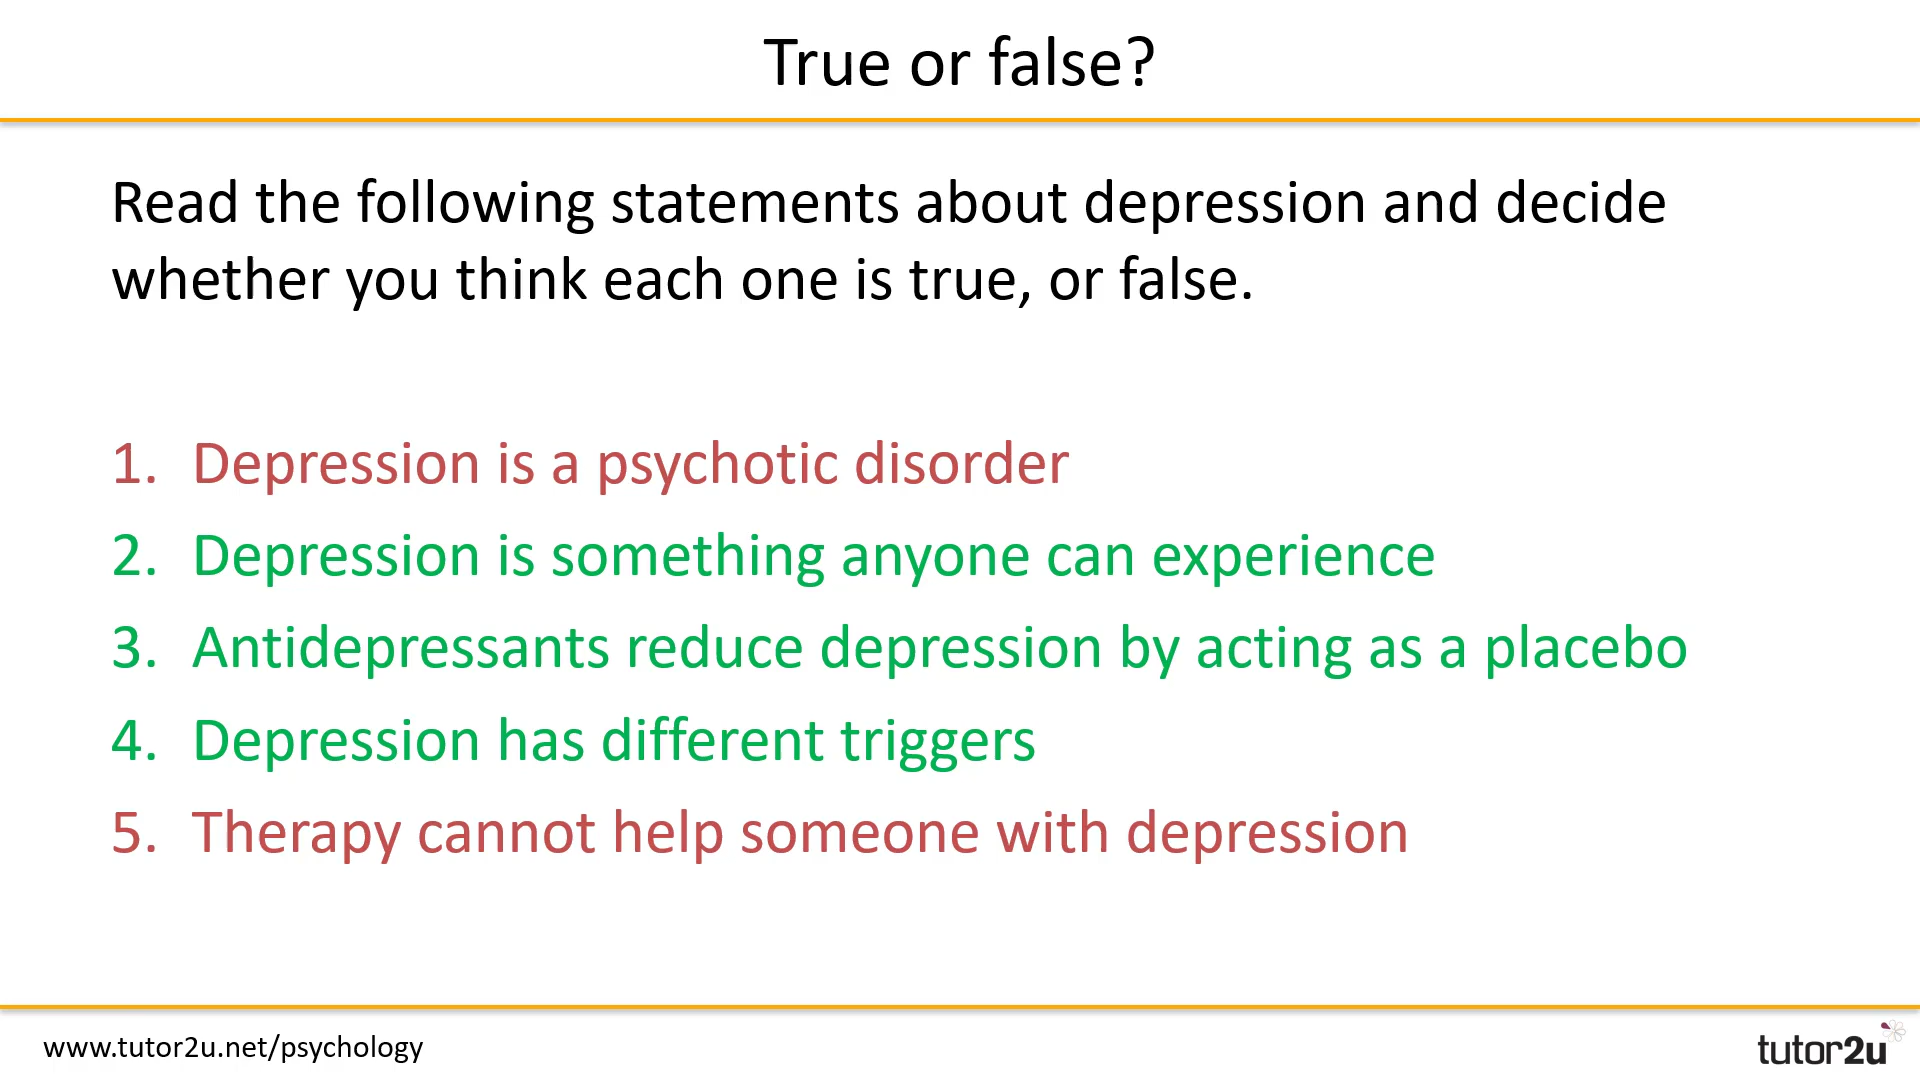 True or false?
Read the following statements about depression and decide
whether you think each one is true, or false.
1. Depression is a psychotic disorder
2. Depression is something anyone can experience
3. Antidepressants reduce depression by acting as a placebo
4. Depression has different triggers
5. Therapy cannot help someone with depression
www.tutor2u.net/psychology
tutor2u